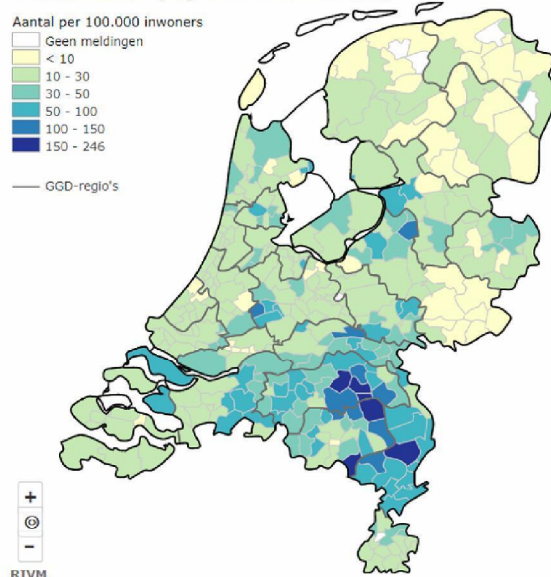 Aantal per 100.000 inwoners
Geen meldingen
< 10
10 - 30
30 - 50
50 - 100
100 - 150
150 - 246
GGD-regio's
+
−
RIVM